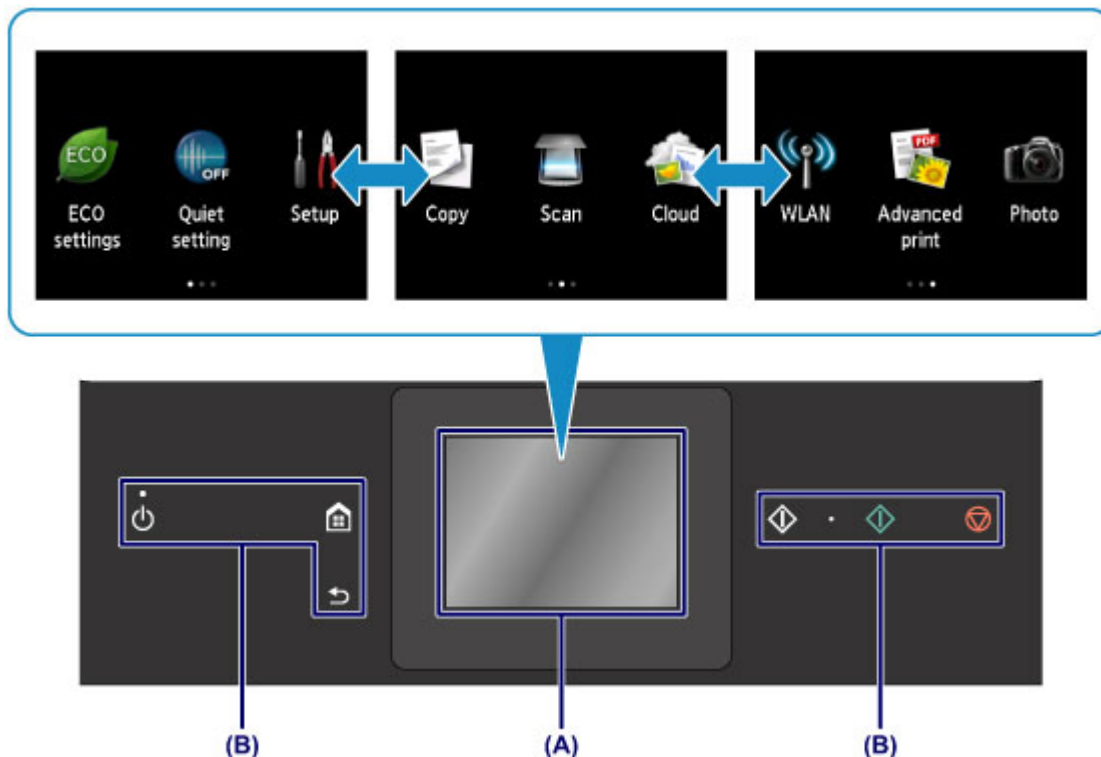 ECO
OFF
PDF
ECO
settings
Quiet
setting
Setup
Copy
Scan
Cloud
WLAN
Advanced
print
Photo
(B)
(A)
(B)